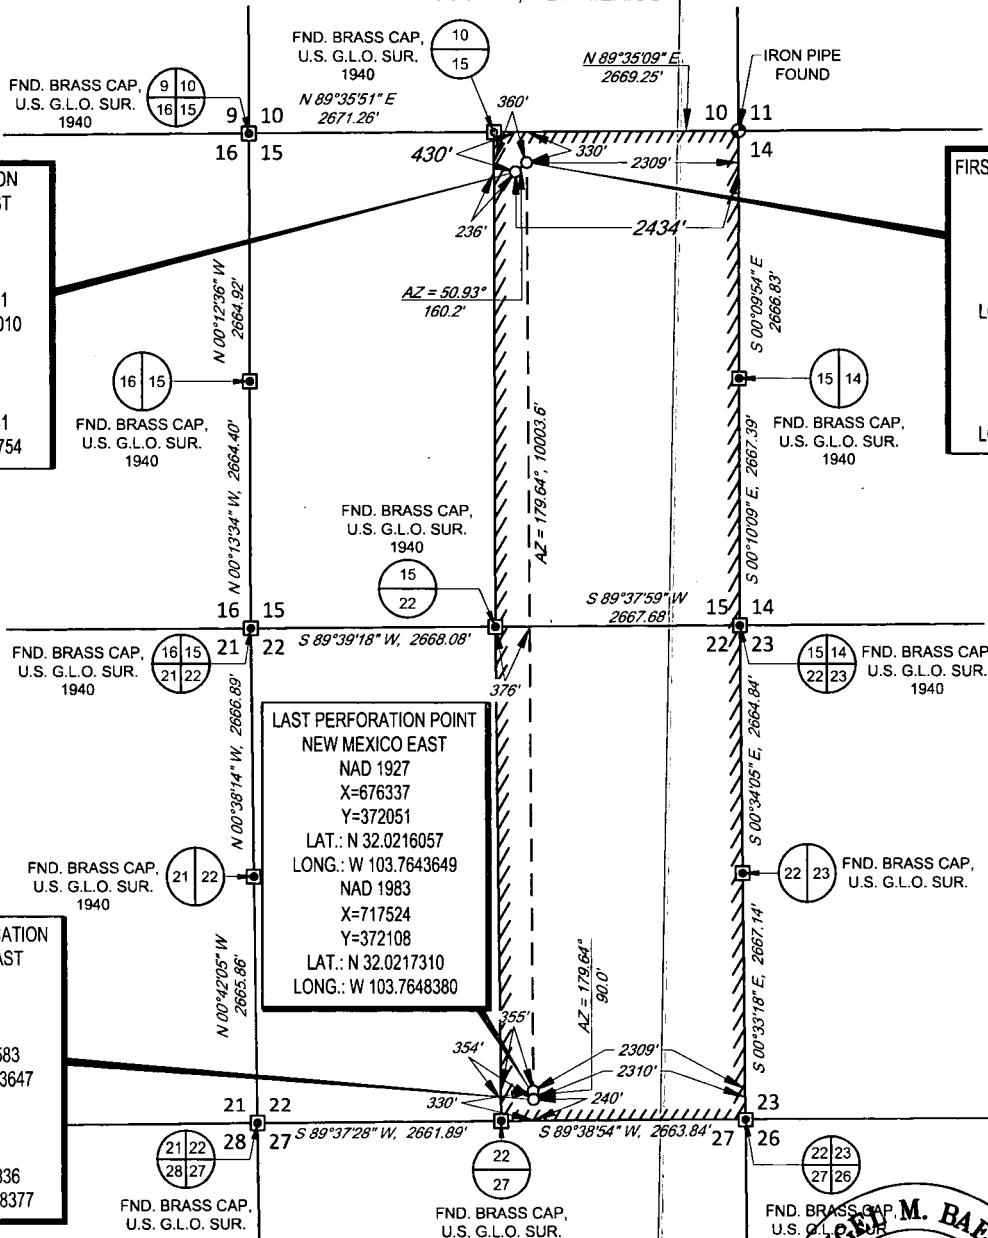 FND. BRASS CAP,
U.S. G.L.O. SUR.
1940
10
15
N 89°35'09" E
2669.25'
IRON PIPE
FOUND
FND. BRASS CAP,
U.S. G.L.O. SUR.
1940
9 10
16 15
N 89°35'51" E
2671.26'
9 10
16 15
360'
430'
330'
2309'
10 11
14
236'
2434'
AZ = 50.93°
160.2'
N 00°12'36" W
2664.92'
S 00°09'54" E
2666.83'
FIRS
16 15
FND. BRASS CAP,
U.S. G.L.O. SUR.
1940
15 14
FND. BRASS CAP,
U.S. G.L.O. SUR.
1940
N 00°13'34" W, 2664.40'
AZ = 179.64°, 10003.6'
S 00°10'09" E, 2667.39'
FND. BRASS CAP,
U.S. G.L.O. SUR.
1940
15
22
16 15
21 22
S 89°39'18" W, 2668.08'
S 89°37'59" W
2667.68'
15 14
22 23
FND. BRASS CAP,
U.S. G.L.O. SUR.
1940
16 15
21 22
376'
15 14
22 23
FND. BRASS CAP,
U.S. G.L.O. SUR.
1940
N 00°38'14" W, 2666.89'
S 00°34'05" E, 2664.84'
LAST PERFORATION POINT
NEW MEXICO EAST
NAD 1927
X=676337
Y=372051
LAT.: N 32.0216057
LONG.: W 103.7643649
NAD 1983
X=717524
Y=372108
LAT.: N 32.0217310
LONG.: W 103.7648380
FND. BRASS CAP,
U.S. G.L.O. SUR.
1940
21 22
22 23
FND. BRASS CAP,
U.S. G.L.O. SUR.
N 00°42'05" W
2665.86'
AZ = 179.64°
90.0'
S 00°33'18" E, 2667.14'
355'
354'
2309'
2310'
330'
240'
21 22
28 27
S 89°37'28" W, 2661.89'
S 89°38'54" W, 2663.84'
23
27 26
21 22
28 27
FND. BRASS CAP,
U.S. G.L.O. SUR.
22
27
FND. BRASS CAP,
U.S. G.L.O. SUR.
22 23
27 26
FND. BRASS CAP,
U.S. G.L.O. SUR.
M.